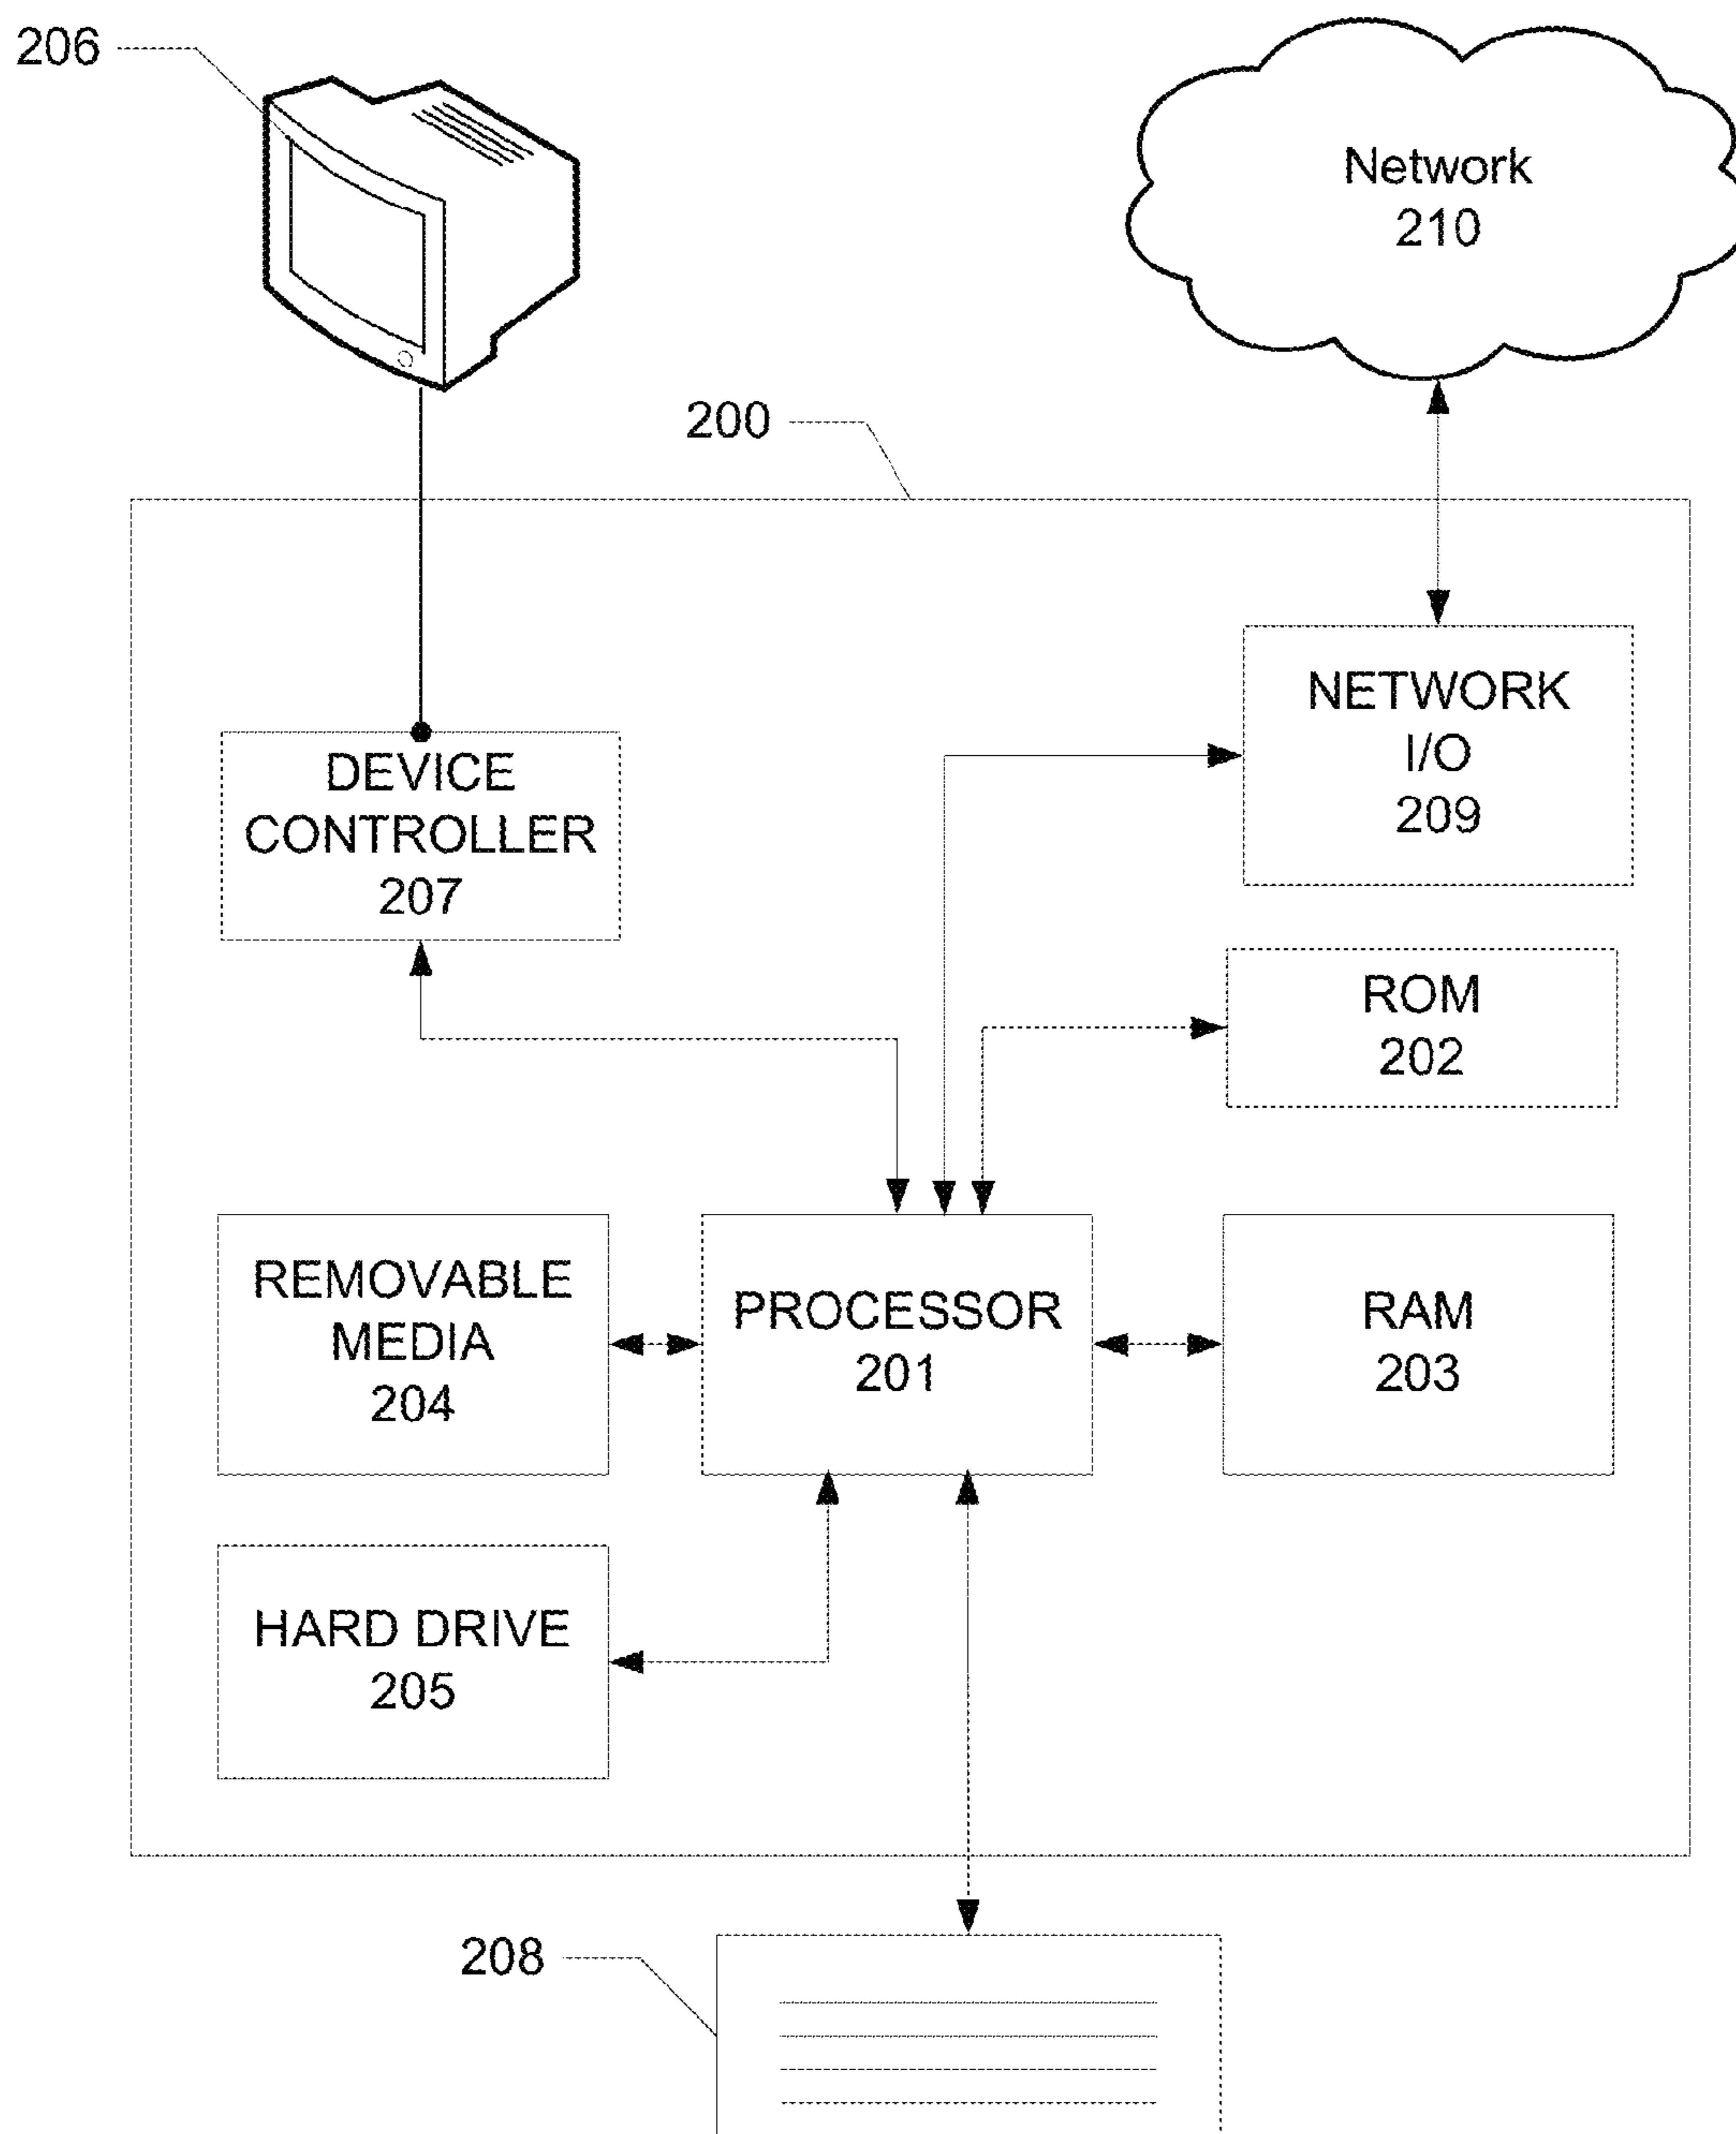 206
Network
210
200
NETWORK
I/O
209
DEVICE
CONTROLLER
207
ROM
202
REMOVABLE
MEDIA
204
PROCESSOR
201
RAM
203
HARD DRIVE
205
208